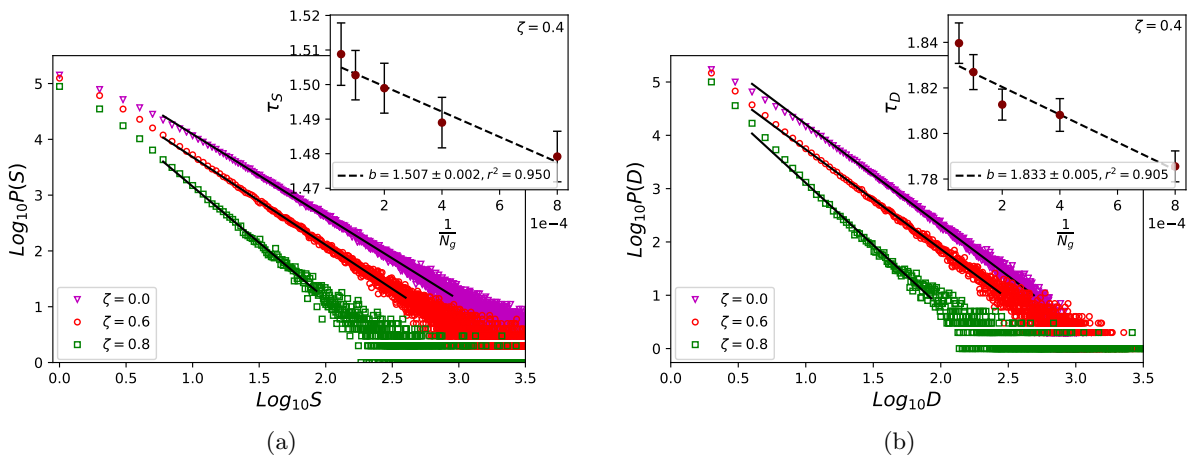 1.52
1.51
1.50
1.49
1.48
1.47
τ_S
ζ = 0.4
b = 1.507 ± 0.002, r² = 0.950
2 4 6 8
1e−4
1/N_g
5
4
3
2
1
0
Log₁₀P(S)
ζ = 0.0
ζ = 0.6
ζ = 0.8
0.0 0.5 1.0 1.5 2.0 2.5 3.0 3.5
Log₁₀S
(a)
1.84
1.82
1.80
1.78
τ_D
ζ = 0.4
b = 1.833 ± 0.005, r² = 0.905
2 4 6 8
1e−4
1/N_g
5
4
3
2
1
0
Log₁₀P(D)
ζ = 0.0
ζ = 0.6
ζ = 0.8
0.0 0.5 1.0 1.5 2.0 2.5 3.0 3.5
Log₁₀D
(b)